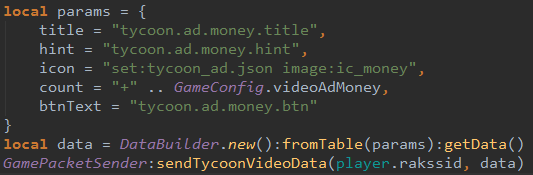 local params = {
    title = "tycoon.ad.money.title",
    hint = "tycoon.ad.money.hint",
    icon = "set:tycoon_ad.json image:ic_money",
    count = "+" .. GameConfig.videoAdMoney,
    btnText = "tycoon.ad.money.btn"
}
local data = DataBuilder.new():fromTable(params):getData()
GamePacketSender:sendTycoonVideoData(player.rakssid, data)